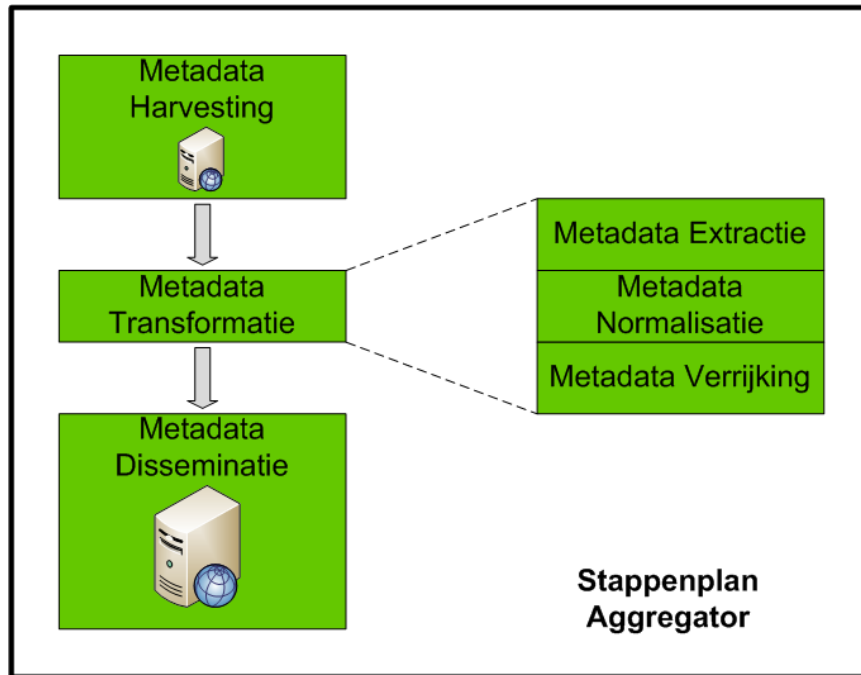 Metadata
Harvesting
Metadata
Transformatie
Metadata
Disseminatie
Metadata Extractie
Metadata
Normalisatie
Metadata Verrijking
Stappenplan
Aggregator